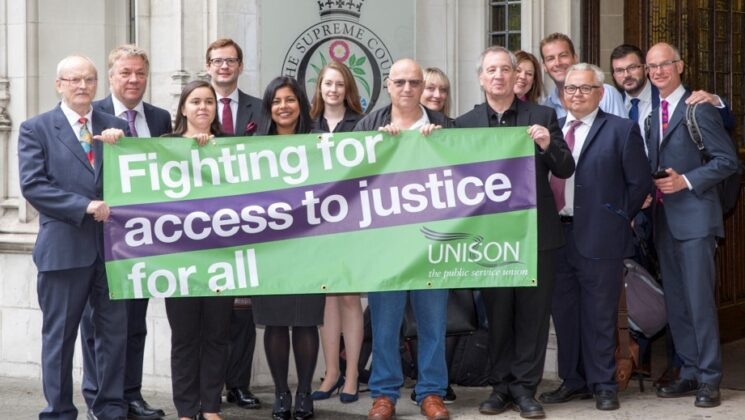 THE SUPREME COU
Fighting for
access to justice
for all
UNISON
the public service union